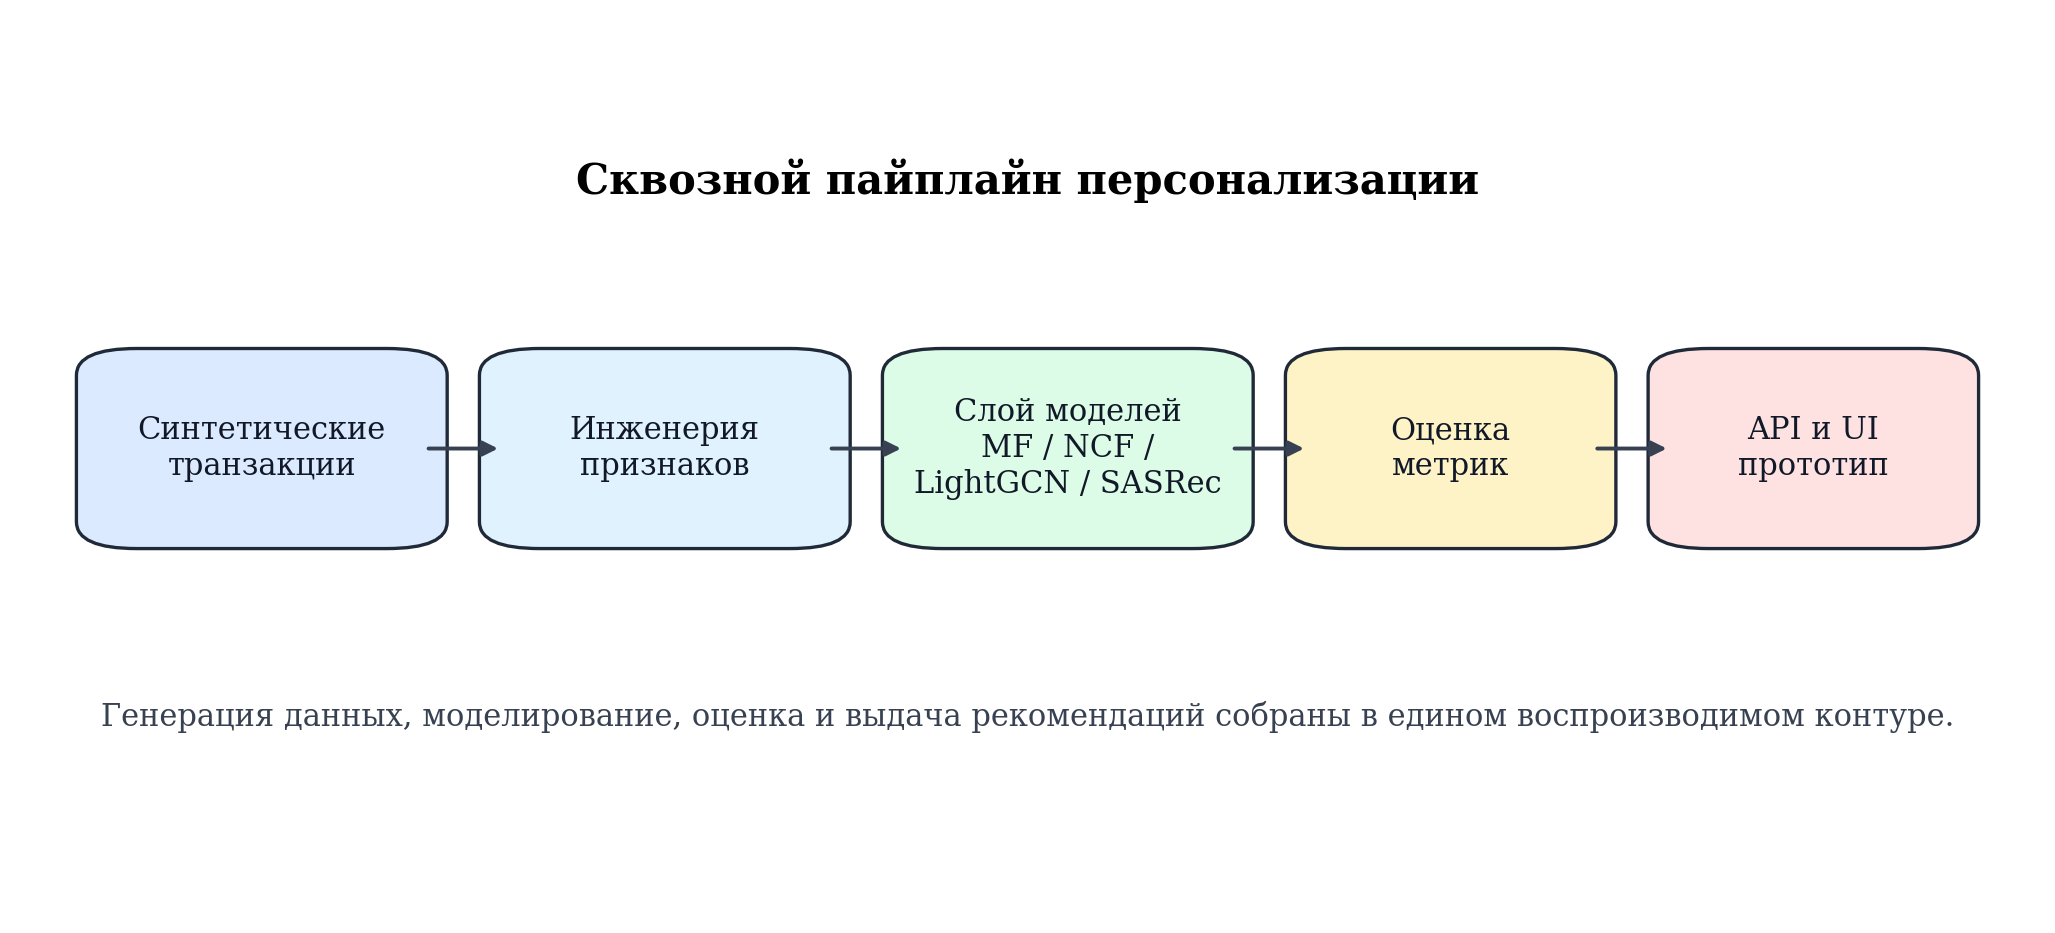 Сквозной пайплайн персонализации
Синтетические
транзакции
Инженерия
признаков
Слой моделей
MF / NCF /
LightGCN / SASRec
Оценка
метрик
API и UI
прототип
Генерация данных, моделирование, оценка и выдача рекомендаций собраны в едином воспроизводимом контуре.